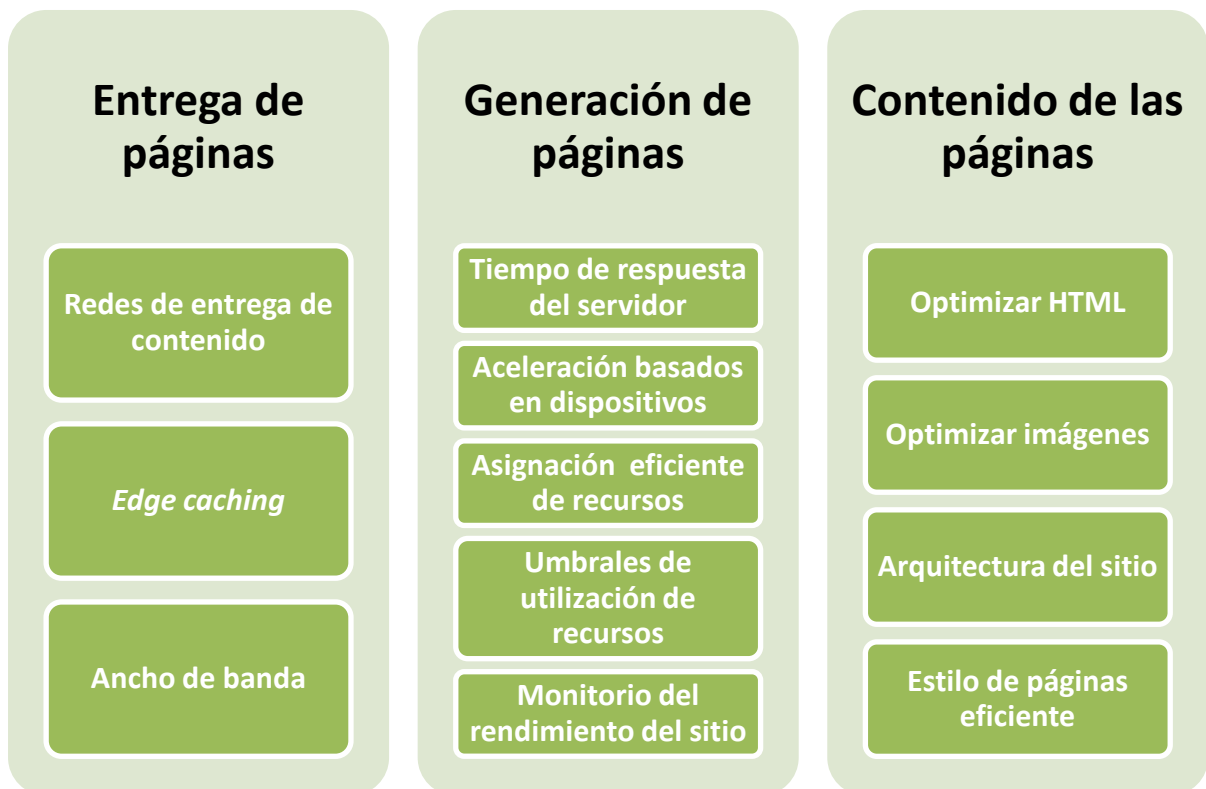 Entrega de
páginas
Redes de entrega de
contenido
Edge caching
Ancho de banda
Generación de
páginas
Tiempo de respuesta
del servidor
Aceleración basados
en dispositivos
Asignación eficiente
de recursos
Umbrales de
utilización de
recursos
Monitorio del
rendimiento del sitio
Contenido de las
páginas
Optimizar HTML
Optimizar imágenes
Arquitectura del sitio
Estilo de páginas
eficiente